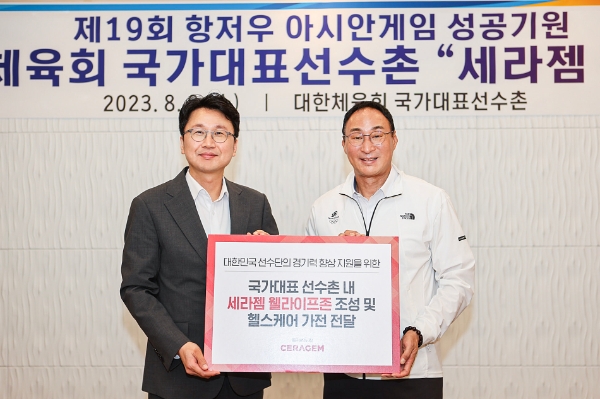 제19회 항저우 아시안게임 성공기원
체육회 국가대표선수촌 “세라젬
2023. 8. | 대한체육회 국가대표선수촌
THE NORTH FACE
대한민국 선수단의 경기력 향상 지원을 위한
국가대표 선수촌 내
세라젬 웰라이프존 조성 및
헬스케어 가전 전달
CERAGEM